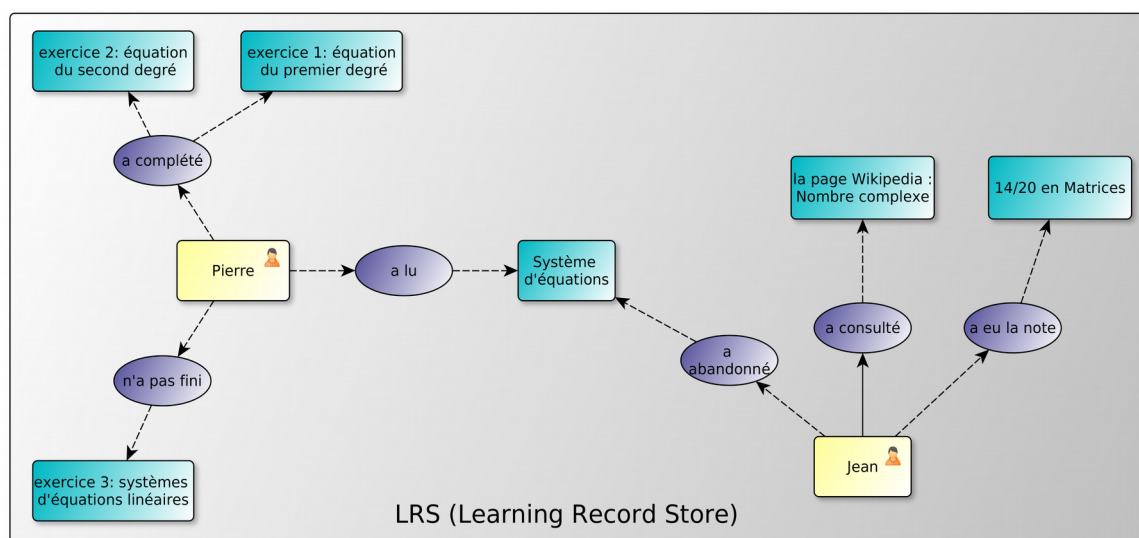 exercice 2: équation
du second degré
exercice 1: équation
du premier degré
a complété
la page Wikipedia :
Nombre complexe
14/20 en Matrices
Pierre
a lu
Système
d'équations
a consulté
a eu la note
a
abandonné
n'a pas fini
Jean
exercice 3: systèmes
d'équations linéaires
LRS (Learning Record Store)